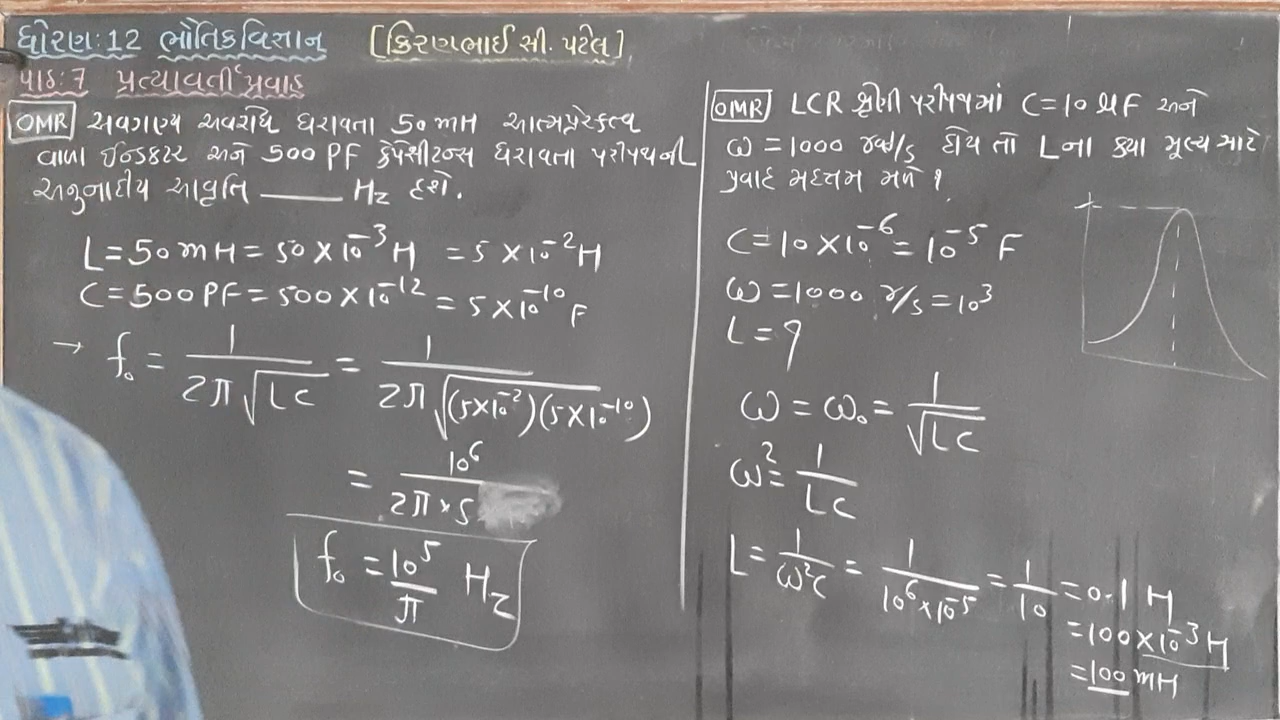 ધોરણ:12 ભૌતિકવિજ્ઞાન [કિરણભાઈ સી. પટેલ]
પાઠ:7 પ્રત્યાવર્તી પ્રવાહ
OMR અવગણ્ય અવરોધ ધરાવતા 50 mH આત્મપ્રેરકત્વ
વાળા ઈન્ડક્ટર અને 500 PF કેપેસીટન્સ ધરાવતા પરીપથની
અનુનાદીય આવૃતિ ______ Hz હશે.
L = 50 mH = 50 × 10⁻³ H = 5 × 10⁻² H
C = 500 PF = 500 × 10⁻¹² = 5 × 10⁻¹⁰ F
→ f₀ = 1 / 2π√LC = 1 / 2π√(5×10⁻²)(5×10⁻¹⁰)
= 10⁶ / 2π × 5
f₀ = 10⁵ / π Hz
OMR LCR શ્રેણી પરીપથમાં C = 10 μF અને
ω = 1000 rad/s હોય તો L ના ક્યા મૂલ્ય માટે
પ્રવાહ મહત્તમ મળે ?
C = 10 × 10⁻⁶ = 10⁻⁵ F
ω = 1000 r/s = 10³
L = ?
ω = ω₀ = 1 / √LC
ω² = 1 / LC
L = 1 / ω²C = 1 / 10⁶ × 10⁻⁵ = 1 / 10 = 0.1 H
= 100 × 10⁻³ H
= 100 mH